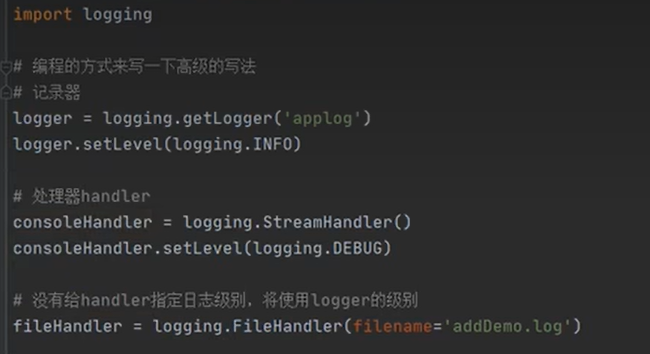 import logging
# 编程的方式来写一下高级的写法
# 记录器
logger = logging.getLogger('applog')
logger.setLevel(logging.INFO)
# 处理器handler
consoleHandler = logging.StreamHandler()
consoleHandler.setLevel(logging.DEBUG)
# 没有给handler指定日志级别，将使用logger的级别
fileHandler = logging.FileHandler(filename='addDemo.log')